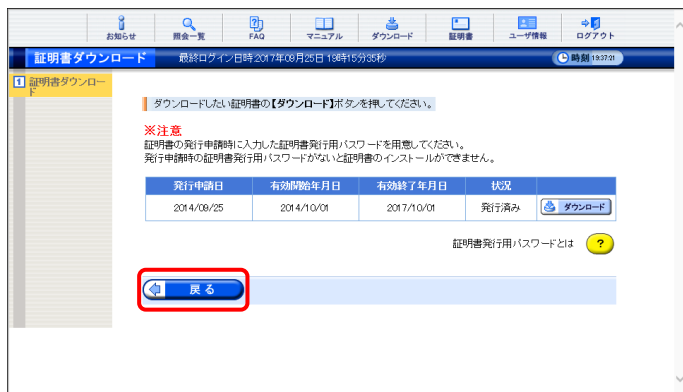 お知らせ 照会一覧 FAQ マニュアル ダウンロード 証明書 ユーザ情報 ログアウト
証明書ダウンロード 最終ログイン日時:2017年09月25日 19時15分35秒 時刻 19:37:21
1 証明書ダウンロー
ド
ダウンロードしたい証明書の【ダウンロード】ボタンを押してください。
※注意
証明書の発行申請時に入力した証明書発行用パスワードを用意してください。
発行申請時の証明書発行用パスワードがないと証明書のインストールができません。
発行申請日 有効開始年月日 有効終了年月日 状況
2014/09/25 2014/10/01 2017/10/01 発行済み ダウンロード
証明書発行用パスワードとは ?
戻る